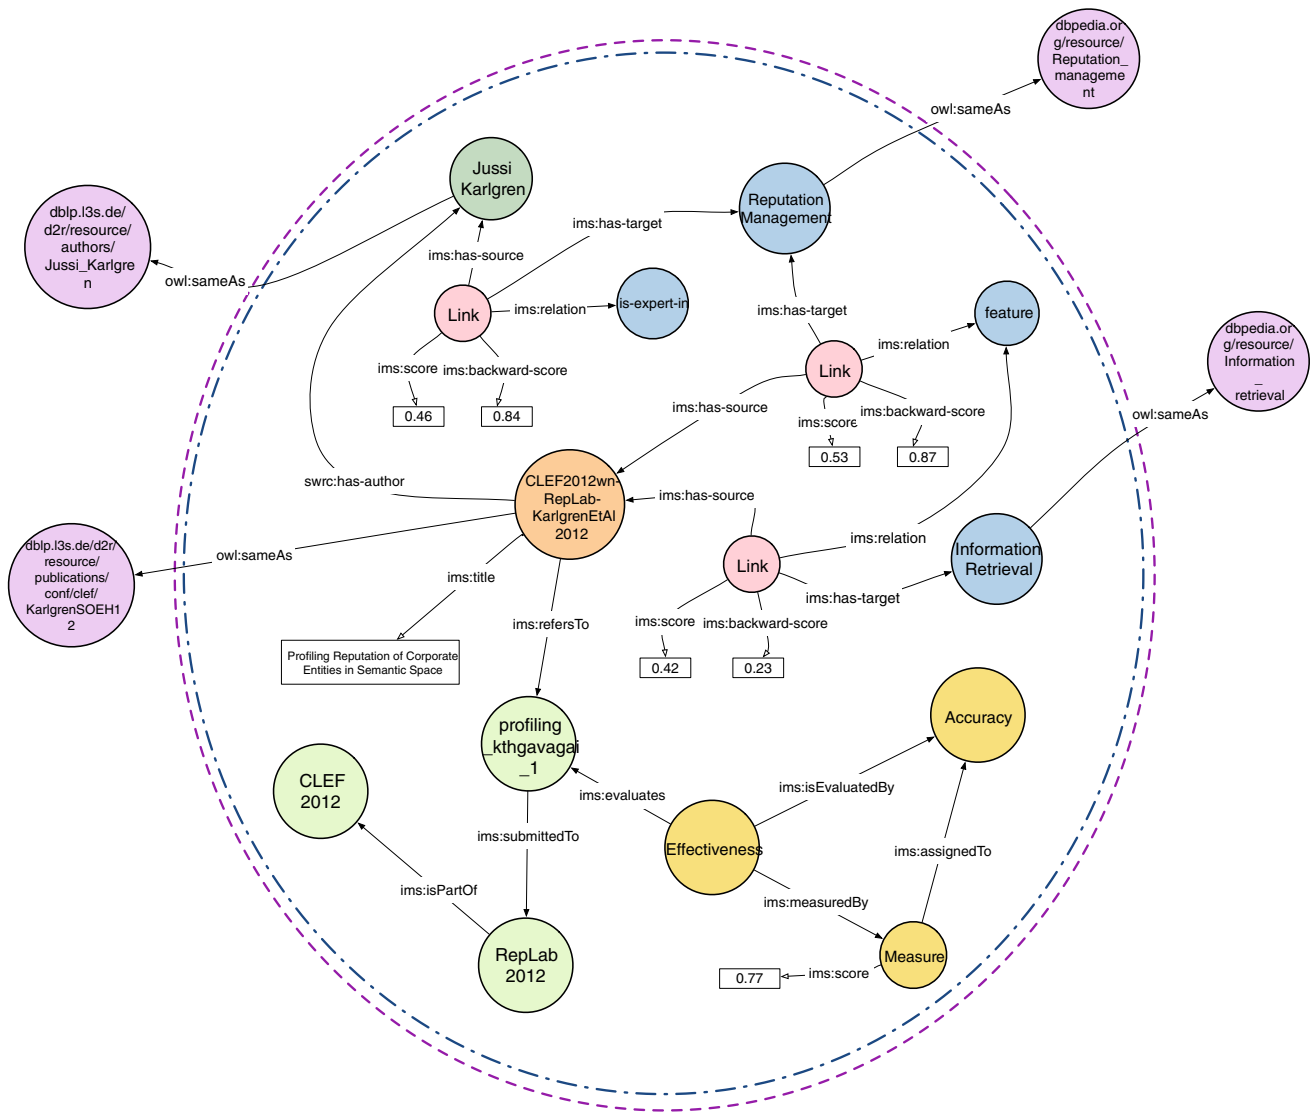 dbpedia.or
g/resource/
Reputation_
manageme
nt
owl:sameAs
Jussi
Karlgren
Reputation
Management
dblp.l3s.de/
d2r/resource/
authors/
Jussi_Karlgre
n
owl:sameAs
ims:has-source
ims:has-target
Link
ims:relation
is-expert-in
ims:score
ims:backward-score
0.46
0.84
ims:has-target
feature
ims:relation
Link
ims:has-source
ims:score
ims:backward-score
0.53
0.87
dbpedia.or
g/resource/
Information
_
retrieval
owl:sameAs
swrc:has-author
CLEF2012wn-
RepLab-
KarlgrenEtAl
2012
ims:has-source
ims:relation
Information
Retrieval
Link
ims:has-target
ims:score
ims:backward-score
0.42
0.23
owl:sameAs
dblp.l3s.de/d2r/
resource/
publications/
conf/clef/
KarlgrenSOEH1
2
ims:title
Profiling Reputation of Corporate
Entities in Semantic Space
ims:refersTo
profiling
_kthgavagai
_1
CLEF
2012
ims:evaluates
ims:submittedTo
ims:isPartOf
RepLab
2012
Accuracy
ims:isEvaluatedBy
Effectiveness
ims:assignedTo
ims:measuredBy
Measure
ims:score
0.77